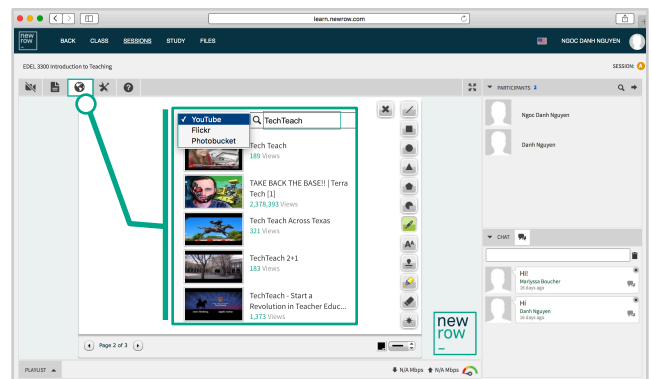 learn.newrow.com
new
row
BACK CLASS SESSIONS STUDY FILES
NGOC DANH NGUYEN
EDEL 3300 Introduction to Teaching
SESSION: A
PARTICIPANTS 2
Ngoc Danh Nguyen
Danh Nguyen
✓ YouTube
Flickr
Photobucket
TechTeach
Tech Teach
189 Views
TAKE BACK THE BASE!! | Terra
Tech [1]
2,378,393 Views
Tech Teach Across Texas
321 Views
TechTeach 2+1
183 Views
TechTeach - Start a
Revolution in Teacher Educ...
1,373 Views
AA
CHAT
Hi!
Marlyssa Boucher
16 days ago
Hi
Danh Nguyen
16 days ago
new
row
Page 2 of 3
PLAYLIST
N/A Mbps N/A Mbps